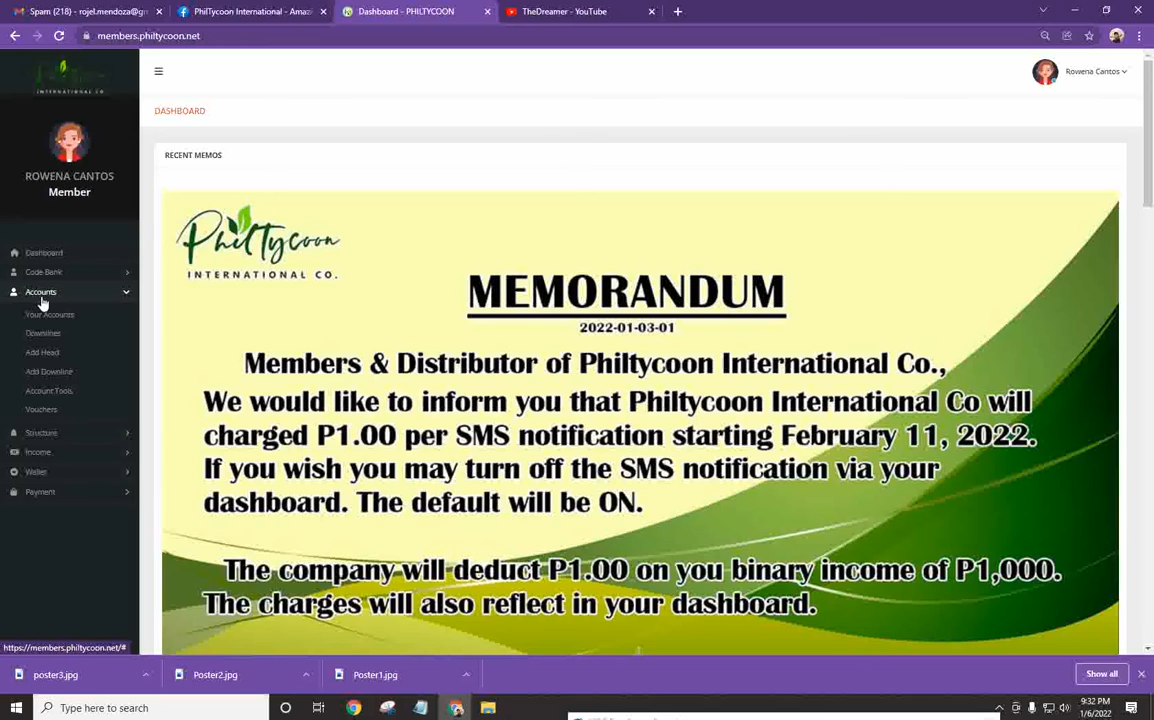 Spam (218) - rojel.mendoza@gm
PhilTycoon International - Amaz
Dashboard - PHILTYCOON
TheDreamer - YouTube
members.philtycoon.net
PhilTycoon
INTERNATIONAL CO.
Rowena Cantos
DASHBOARD
ROWENA CANTOS
Member
RECENT MEMOS
Dashboard
Code Bank
Accounts
Your Accounts
Downlines
Add Head
Add Downline
Account Tools
Vouchers
Structure
Income
Wallet
Payment
PhilTycoon
INTERNATIONAL CO.
MEMORANDUM
2022-01-03-01
Members & Distributor of Philtycoon International Co.,
We would like to inform you that Philtycoon International Co will
charged P1.00 per SMS notification starting February 11, 2022.
If you wish you may turn off the SMS notification via your
dashboard. The default will be ON.
The company will deduct P1.00 on you binary income of P1,000.
The charges will also reflect in your dashboard.
https://members.philtycoon.net/#
poster3.jpg
Poster2.jpg
Poster1.jpg
Show all
Type here to search
9:32 PM
1/6/2022